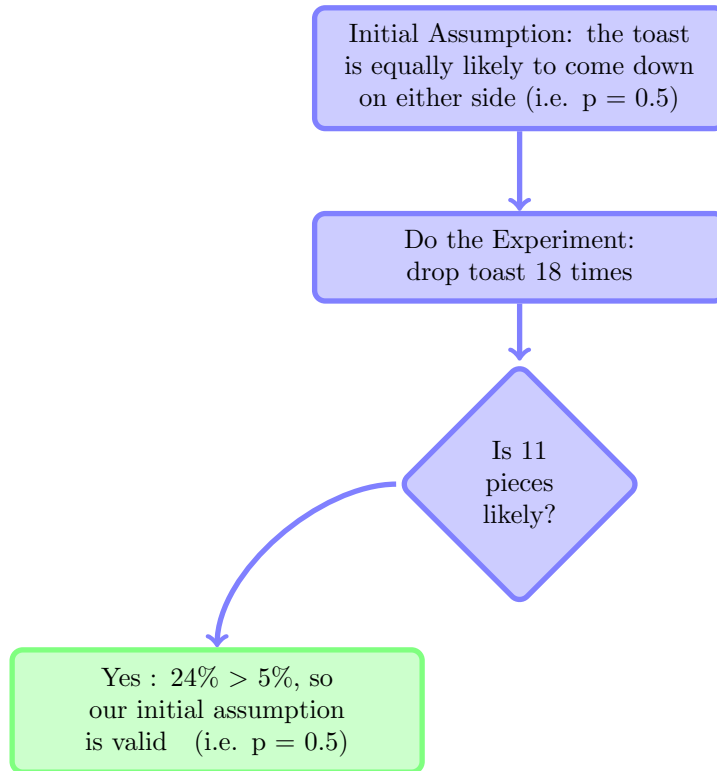 Initial Assumption: the toast
is equally likely to come down
on either side (i.e. p = 0.5)
Do the Experiment:
drop toast 18 times
Is 11
pieces
likely?
Yes : 24% > 5%, so
our initial assumption
is valid (i.e. p = 0.5)